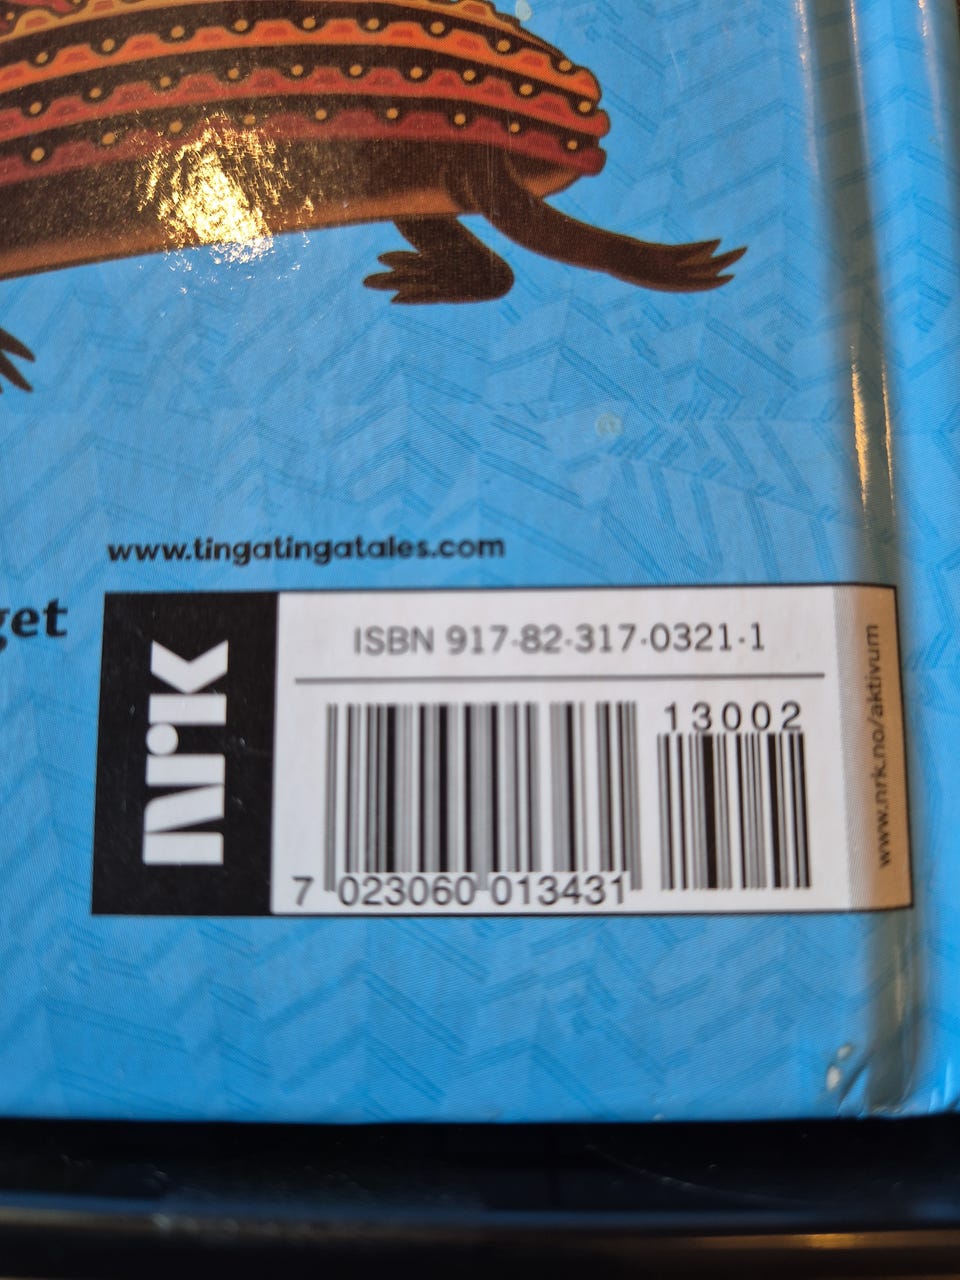 www.tingatingatales.com
get
NRK
ISBN 917-82-317-0321-1
13002
7 023060 013431
www.nrk.no/aktivum